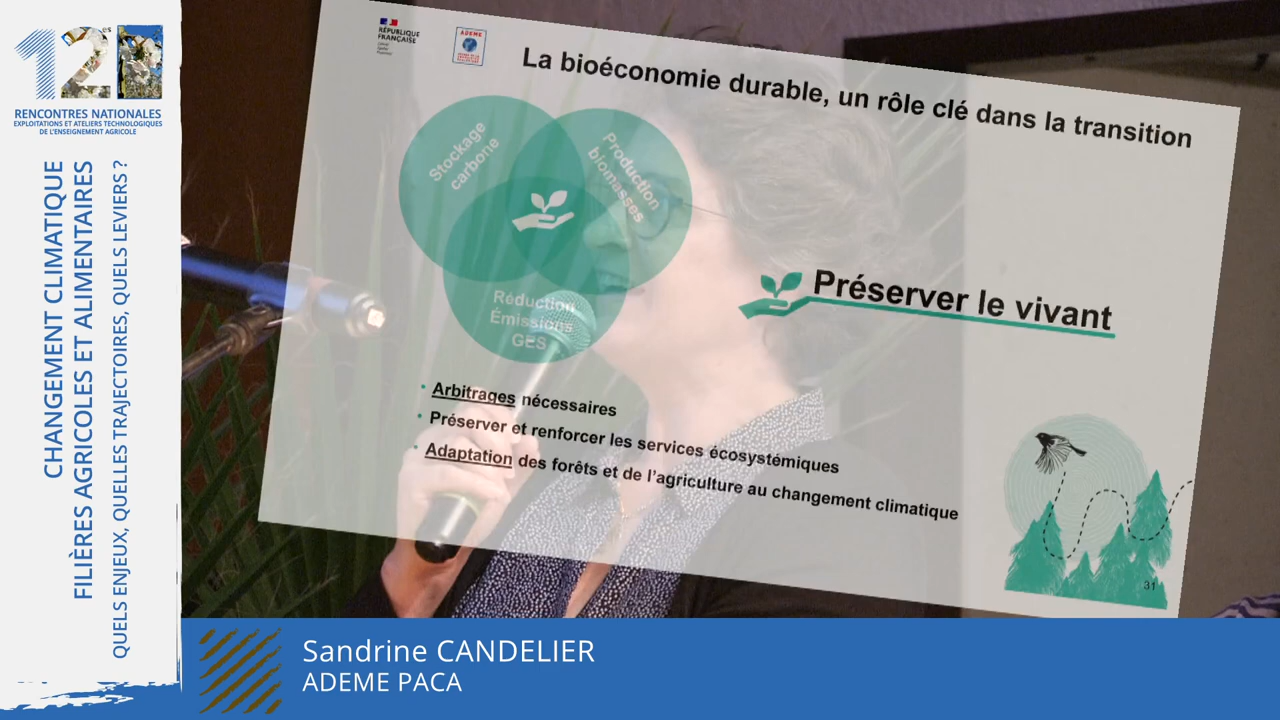 12
es
RENCONTRES NATIONALES
EXPLOITATIONS ET ATELIERS TECHNOLOGIQUES
DE L'ENSEIGNEMENT AGRICOLE
CHANGEMENT CLIMATIQUE
FILIÈRES AGRICOLES ET ALIMENTAIRES
QUELS ENJEUX, QUELLES TRAJECTOIRES, QUELS LEVIERS ?
RÉPUBLIQUE
FRANÇAISE
ADEME
La bioéconomie durable, un rôle clé dans la transition
Stockage
carbone
Production
biomasses
Réduction
Émissions
GES
Préserver le vivant
• Arbitrages nécessaires
• Préserver et renforcer les services écosystémiques
• Adaptation des forêts et de l'agriculture au changement climatique
31
Sandrine CANDELIER
ADEME PACA